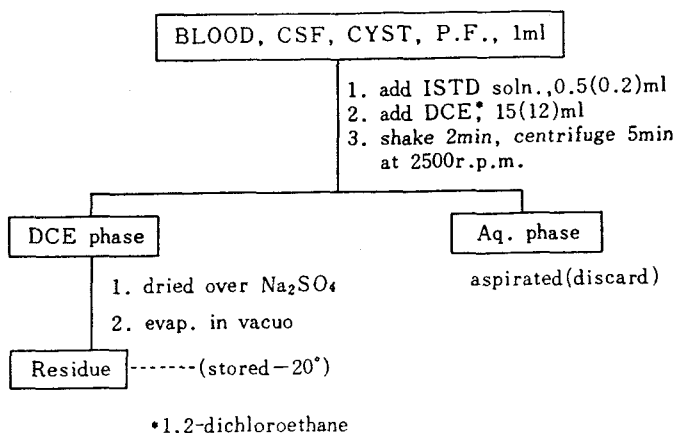 BLOOD, CSF, CYST, P.F., 1ml
1. add ISTD soln.,0.5(0.2)ml
2. add DCE*, 15(12)ml
3. shake 2min, centrifuge 5min
at 2500r.p.m.
DCE phase
Aq. phase
1. dried over Na₂SO₄
aspirated(discard)
2. evap. in vacuo
Residue -------(stored−20°)
*1,2-dichloroethane